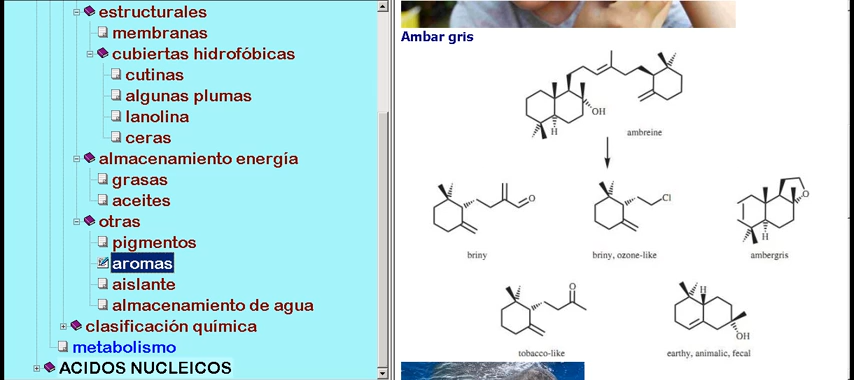 estructurales
membranas
cubiertas hidrofóbicas
cutinas
algunas plumas
lanolina
ceras
almacenamiento energía
grasas
aceites
otras
pigmentos
aromas
aislante
almacenamiento de agua
clasificación química
metabolismo
ACIDOS NUCLEICOS
Ambar gris
OH
H
ambreine
O
briny
Cl
briny, ozone-like
O
H
ambergris
O
tobacco-like
H
OH
earthy, animalic, fecal